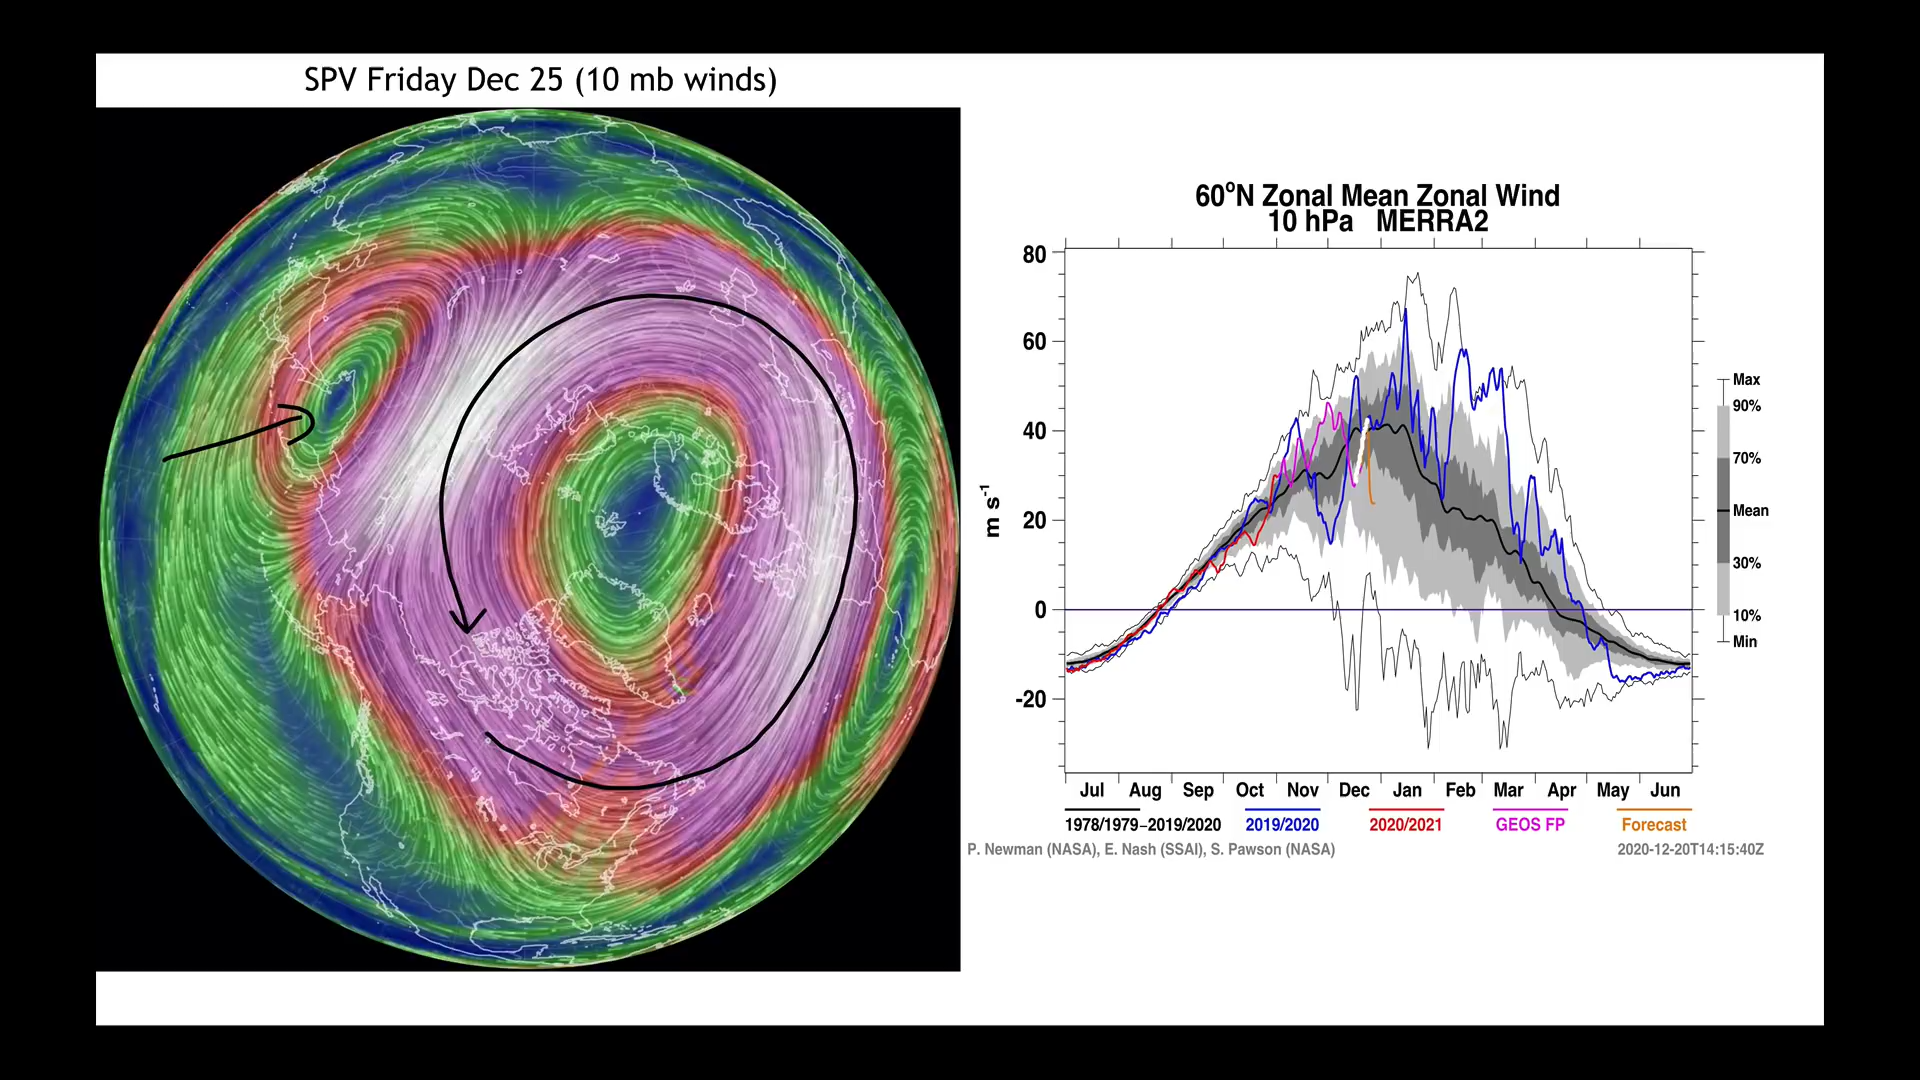 SPV Friday Dec 25 (10 mb winds)
60°N Zonal Mean Zonal Wind
10 hPa MERRA2
80
60
40
20
0
-20
m s-1
Jul Aug Sep Oct Nov Dec Jan Feb Mar Apr May Jun
1978/1979-2019/2020 2019/2020 2020/2021 GEOS FP Forecast
P. Newman (NASA), E. Nash (SSAI), S. Pawson (NASA) 2020-12-20T14:15:40Z
Max
90%
70%
Mean
30%
10%
Min